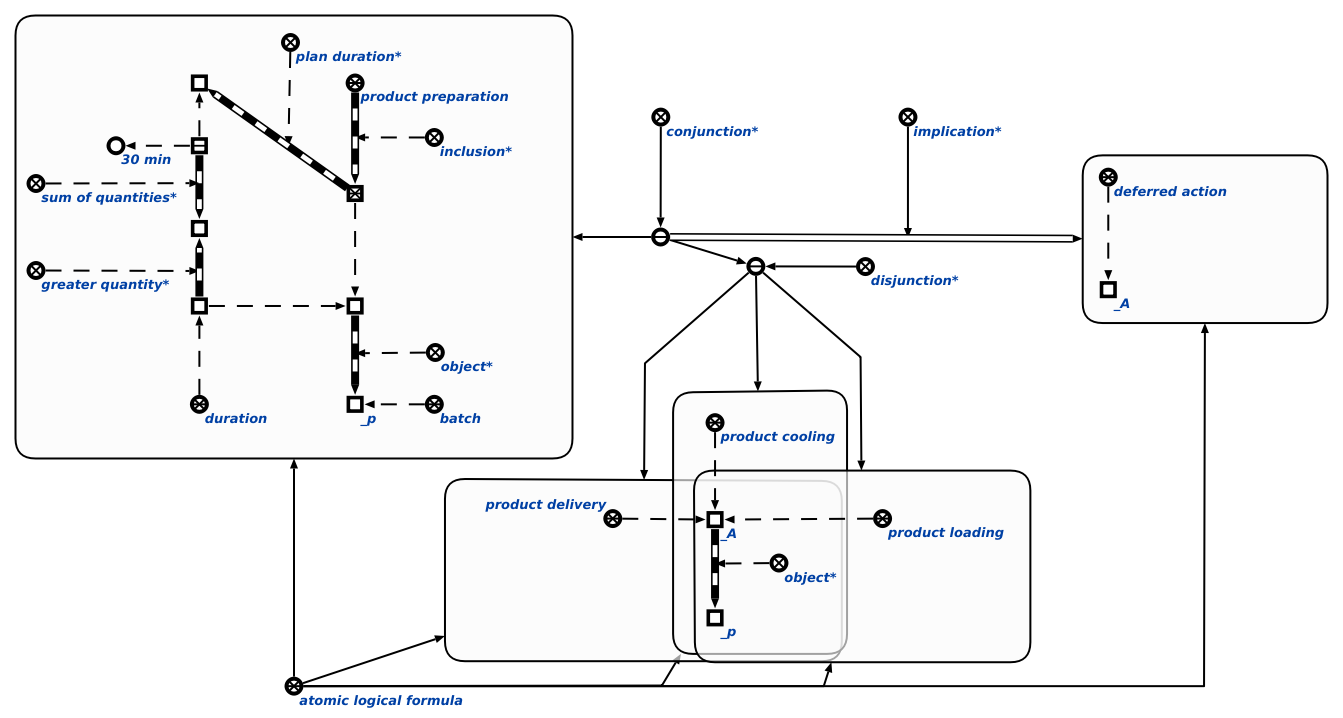 plan duration*
product preparation
conjunction*
implication*
inclusion*
30 min
sum of quantities*
deferred action
greater quantity*
disjunction*
_A
object*
duration
_p
batch
product cooling
product delivery
_A
product loading
object*
_p
atomic logical formula